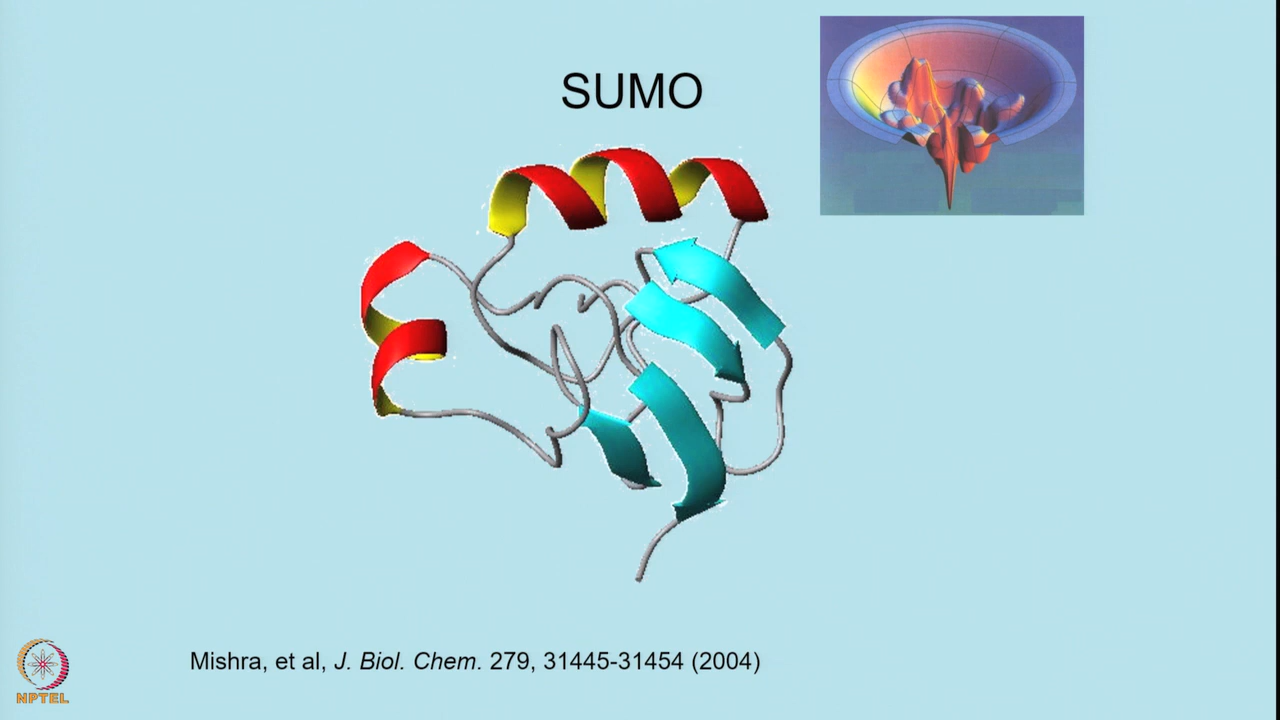 SUMO
Mishra, et al, J. Biol. Chem. 279, 31445-31454 (2004)
NPTEL